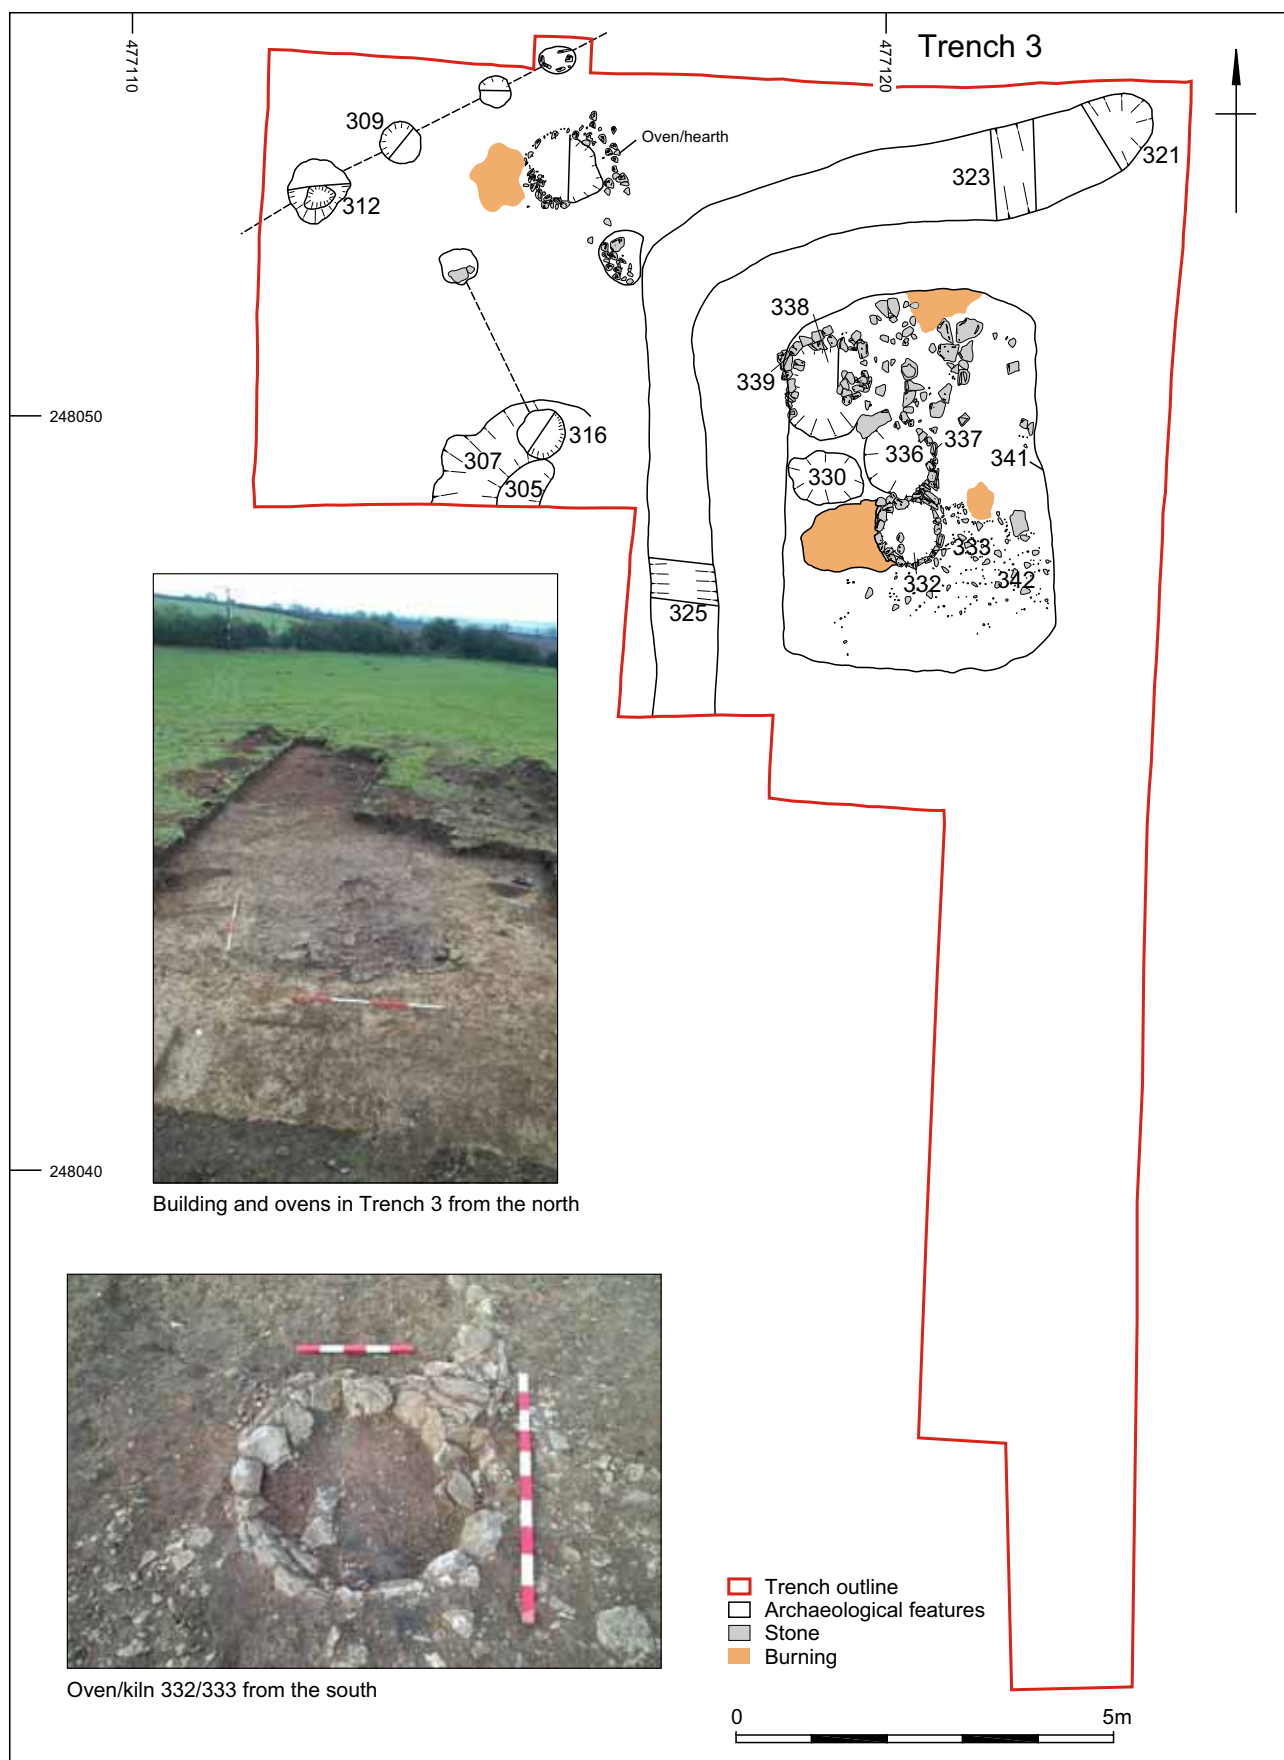 477110
477120
Trench 3
309
Oven/hearth
312
323
321
338
339
248050
316
307
305
337
336
341
330
333
332
342
325
248040
Building and ovens in Trench 3 from the north
Oven/kiln 332/333 from the south
Trench outline
Archaeological features
Stone
Burning
0
5m